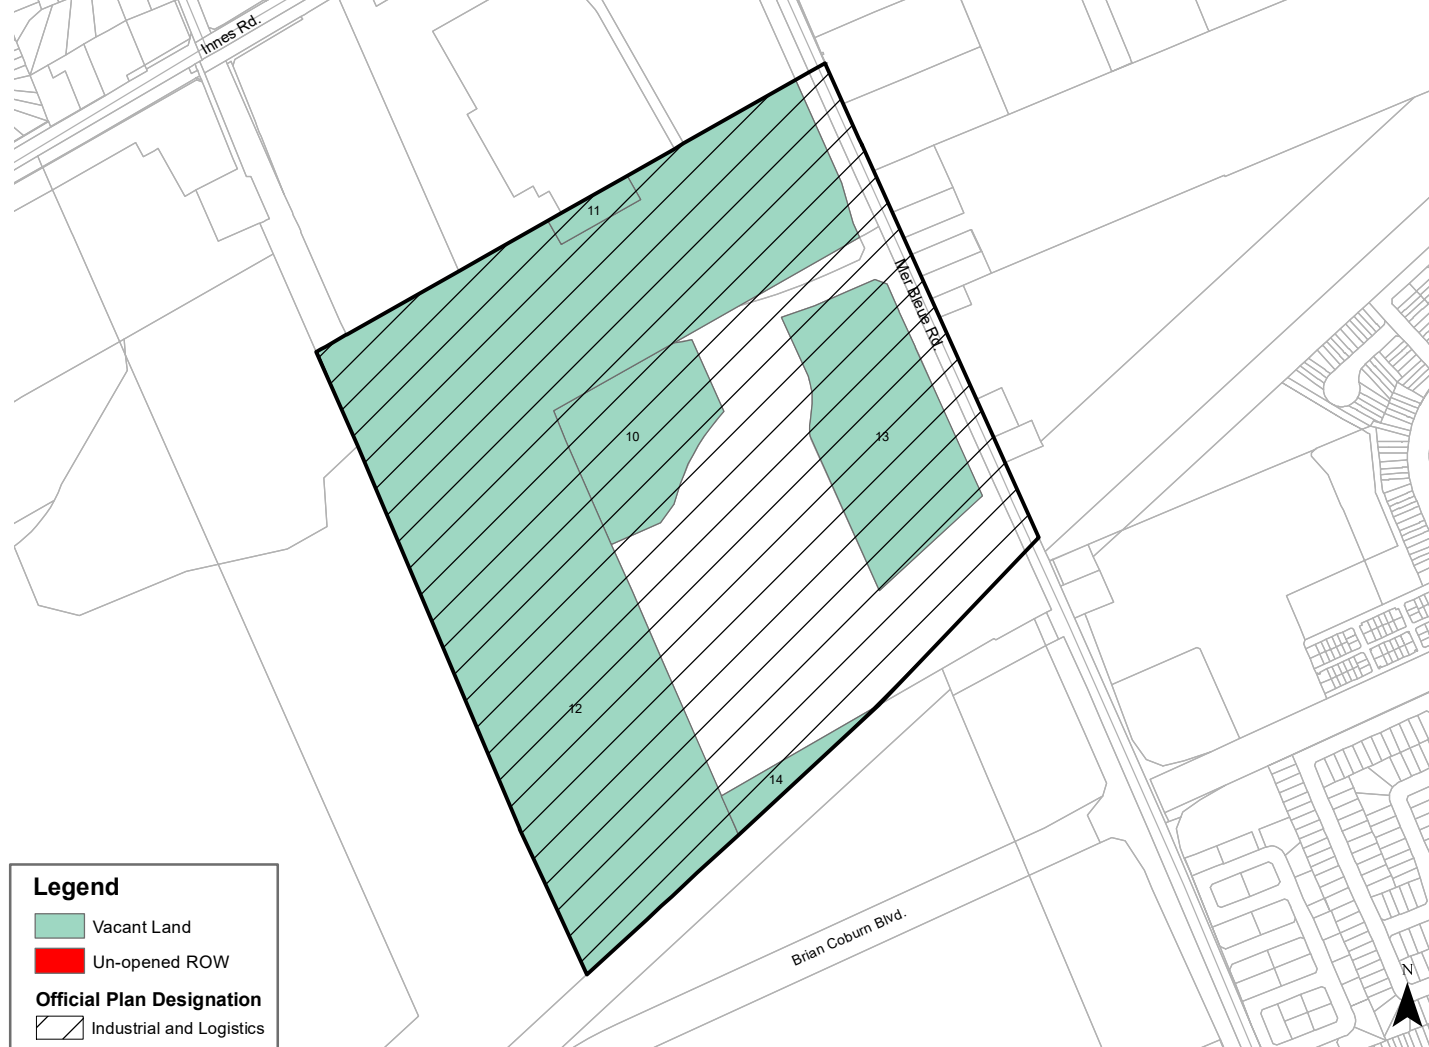 Innes Rd.
11
Mer Bleue Rd.
10
13
12
14
Brian Coburn Blvd.
Legend
Vacant Land
Un-opened ROW
Official Plan Designation
Industrial and Logistics
N